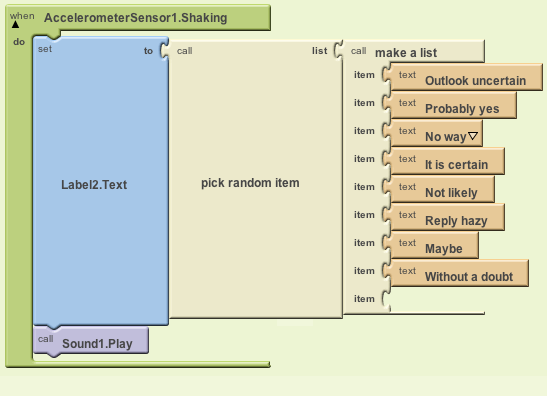 when AccelerometerSensor1.Shaking
do set Label2.Text to call pick random item list call make a list
item text Outlook uncertain
item text Probably yes
item text No way
item text It is certain
item text Not likely
item text Reply hazy
item text Maybe
item text Without a doubt
item
call Sound1.Play